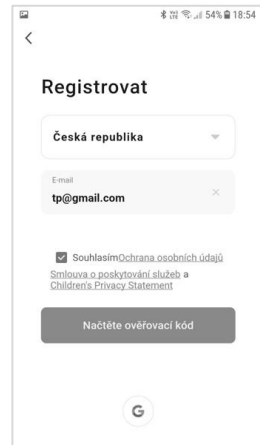 54% 18:54
Registrovat
Česká republika
E-mail
tp@gmail.com
SouhlasímOchrana osobních údajů
Smlouva o poskytování služeb a
Children's Privacy Statement
Načtěte ověřovací kód
G